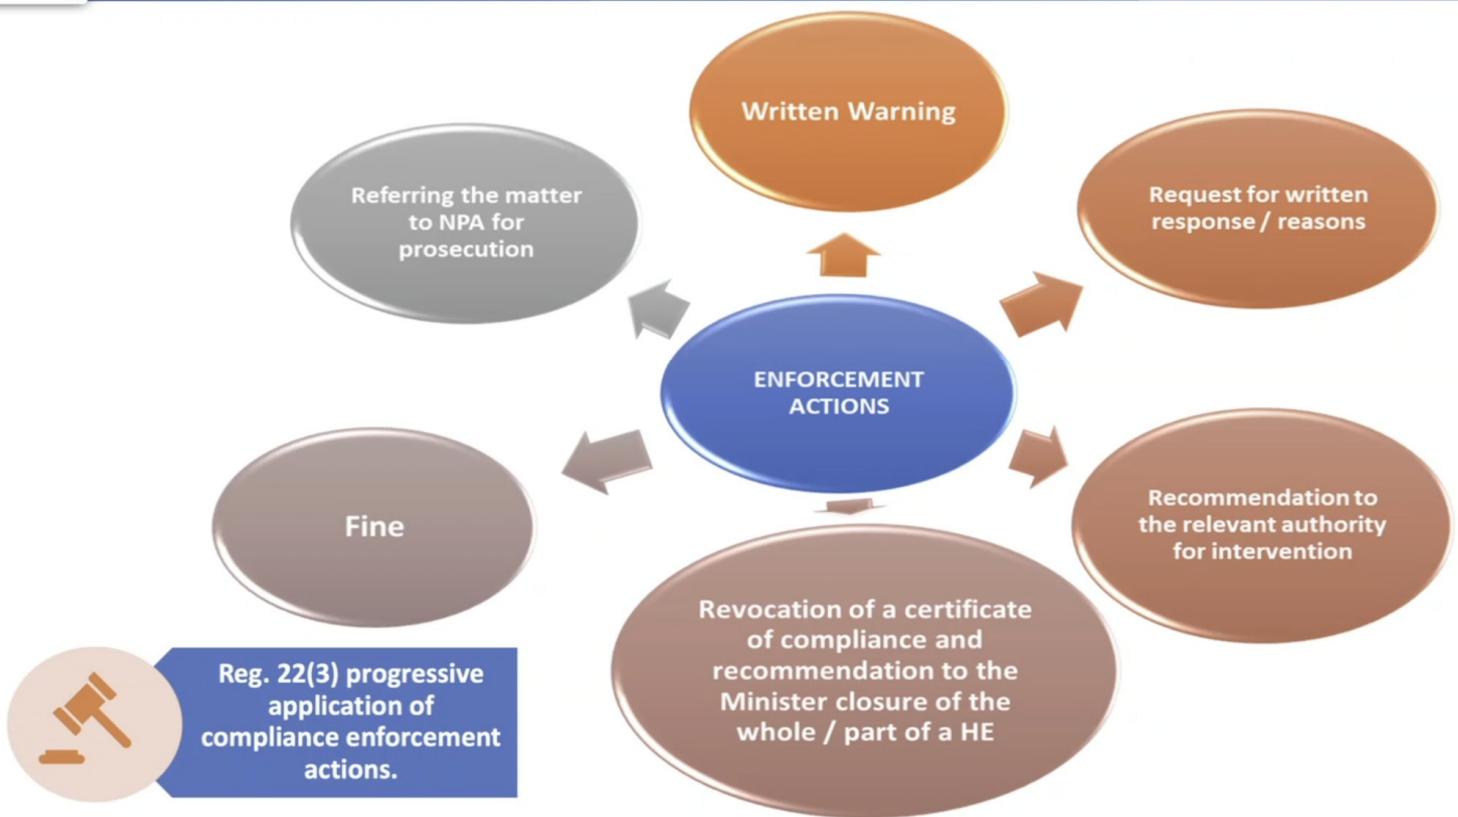 Written Warning
Request for written
response / reasons
Recommendation to
the relevant authority
for intervention
Revocation of a certificate
of compliance and
recommendation to the
Minister closure of the
whole / part of a HE
Fine
Referring the matter
to NPA for
prosecution
ENFORCEMENT
ACTIONS
Reg. 22(3) progressive
application of
compliance enforcement
actions.